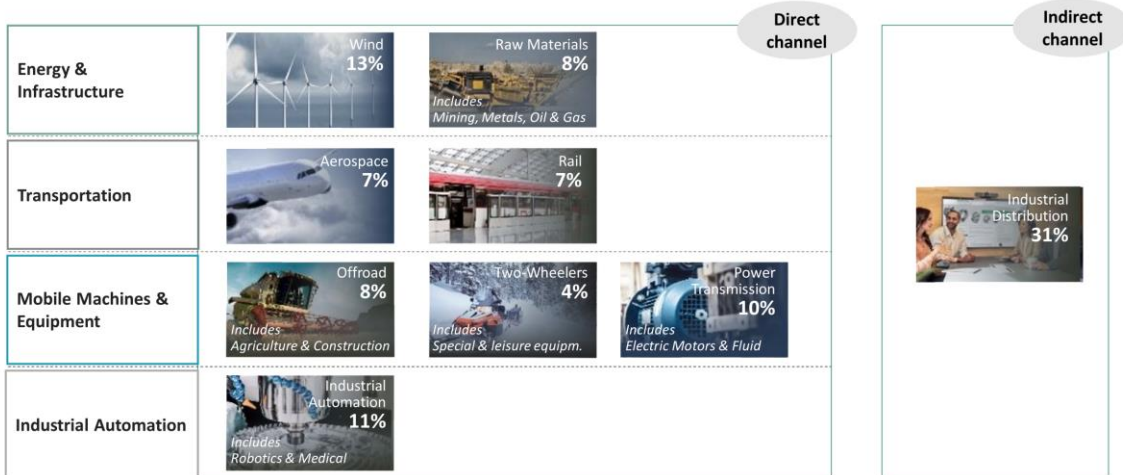 Direct
channel
Indirect
channel
Energy &
Infrastructure
Wind
13%
Raw Materials
8%
Includes
Mining, Metals, Oil & Gas
Transportation
Aerospace
7%
Rail
7%
Industrial
Distribution
31%
Mobile Machines &
Equipment
Offroad
8%
Includes
Agriculture & Construction
Two-Wheelers
4%
Includes
Special & leisure equipm.
Power
Transmission
10%
Includes
Electric Motors & Fluid
Industrial Automation
Industrial
Automation
11%
Includes
Robotics & Medical